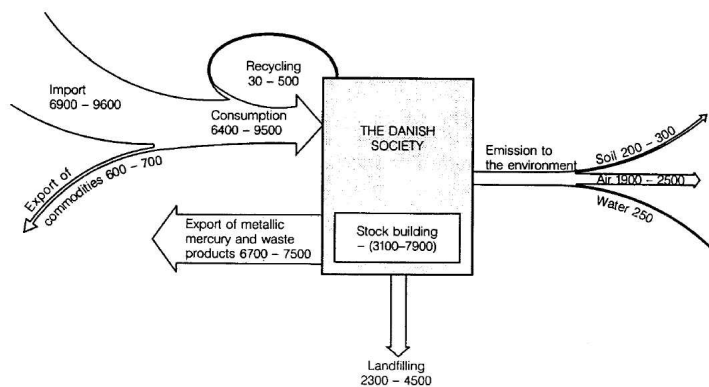 Recycling
30 – 500
Import
6900 – 9600
Consumption
6400 – 9500
THE DANISH
SOCIETY
Emission to
the environment
Soil 200 – 300
Air 1900 – 2500
Water 250
Export of
commodities 600 – 700
Export of metallic
mercury and waste
products 6700 – 7500
Stock building
– (3100–7900)
Landfilling
2300 – 4500